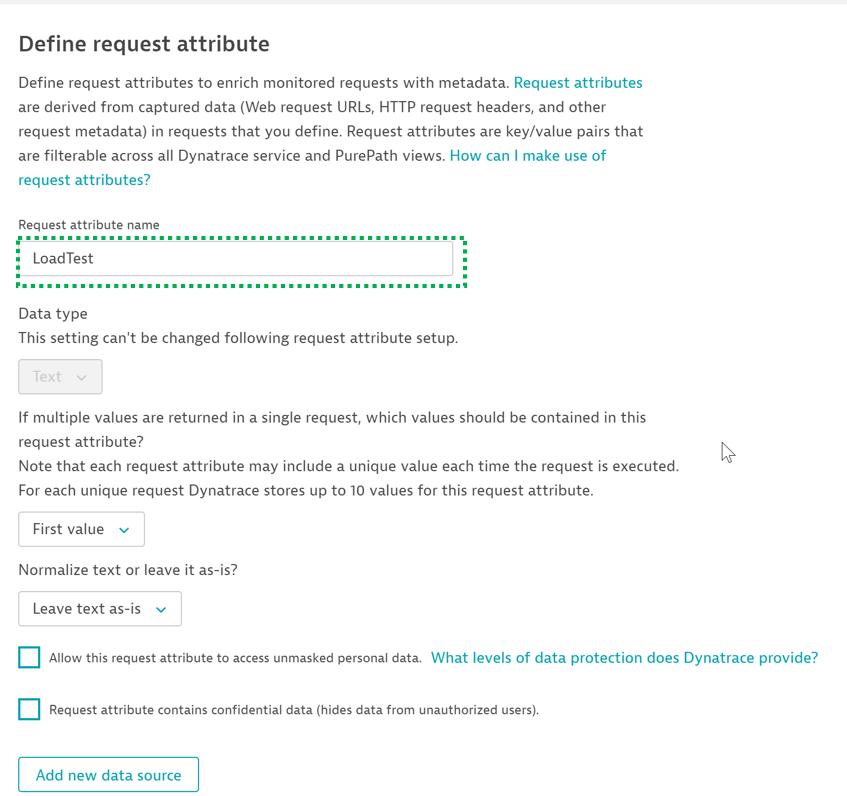 Define request attribute
Define request attributes to enrich monitored requests with metadata. Request attributes
are derived from captured data (Web request URLs, HTTP request headers, and other
request metadata) in requests that you define. Request attributes are key/value pairs that
are filterable across all Dynatrace service and PurePath views. How can I make use of
request attributes?
Request attribute name
LoadTest
Data type
This setting can't be changed following request attribute setup.
Text
If multiple values are returned in a single request, which values should be contained in this
request attribute?
Note that each request attribute may include a unique value each time the request is executed.
For each unique request Dynatrace stores up to 10 values for this request attribute.
First value
Normalize text or leave it as-is?
Leave text as-is
Allow this request attribute to access unmasked personal data. What levels of data protection does Dynatrace provide?
Request attribute contains confidential data (hides data from unauthorized users).
Add new data source